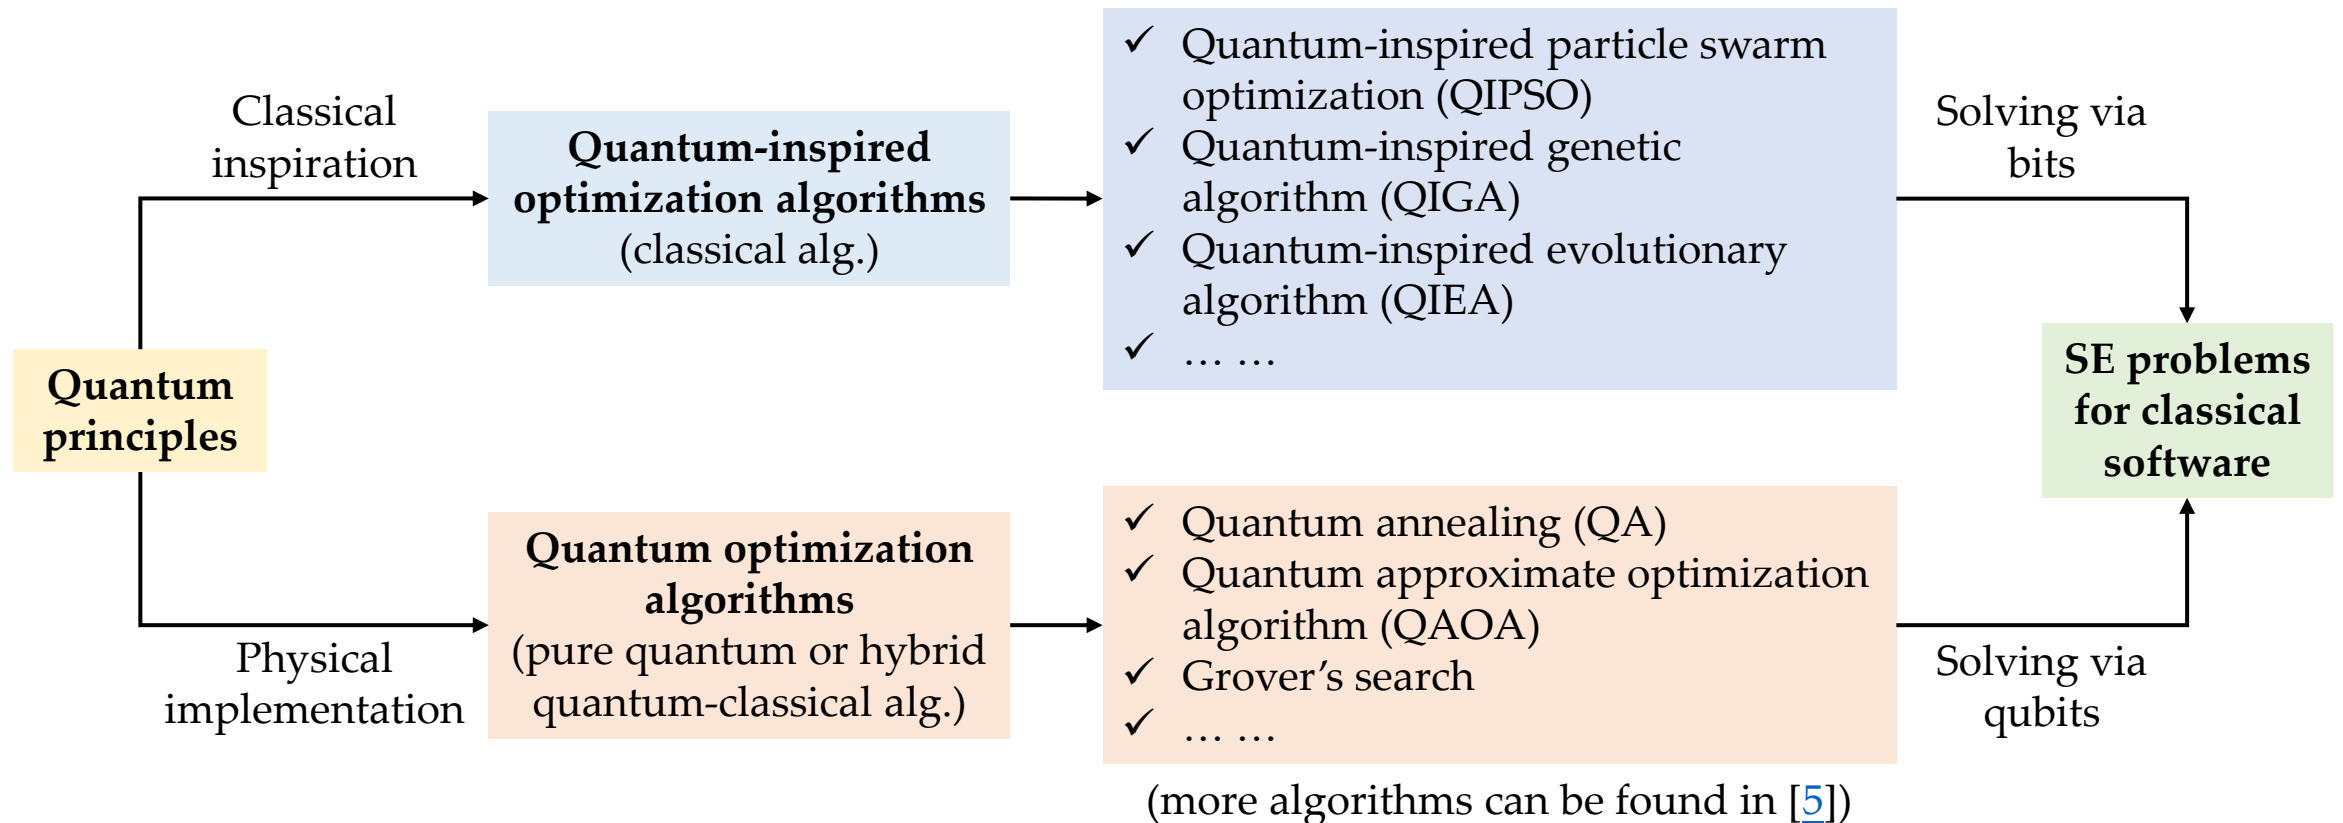 Quantum
principles
Classical
inspiration
Quantum-inspired
optimization algorithms
(classical alg.)
✓ Quantum-inspired particle swarm
optimization (QIPSO)
✓ Quantum-inspired genetic
algorithm (QIGA)
✓ Quantum-inspired evolutionary
algorithm (QIEA)
✓ … …
Solving via
bits
Physical
implementation
Quantum optimization
algorithms
(pure quantum or hybrid
quantum-classical alg.)
✓ Quantum annealing (QA)
✓ Quantum approximate optimization
algorithm (QAOA)
✓ Grover’s search
✓ … …
(more algorithms can be found in [5])
Solving via
qubits
SE problems
for classical
software